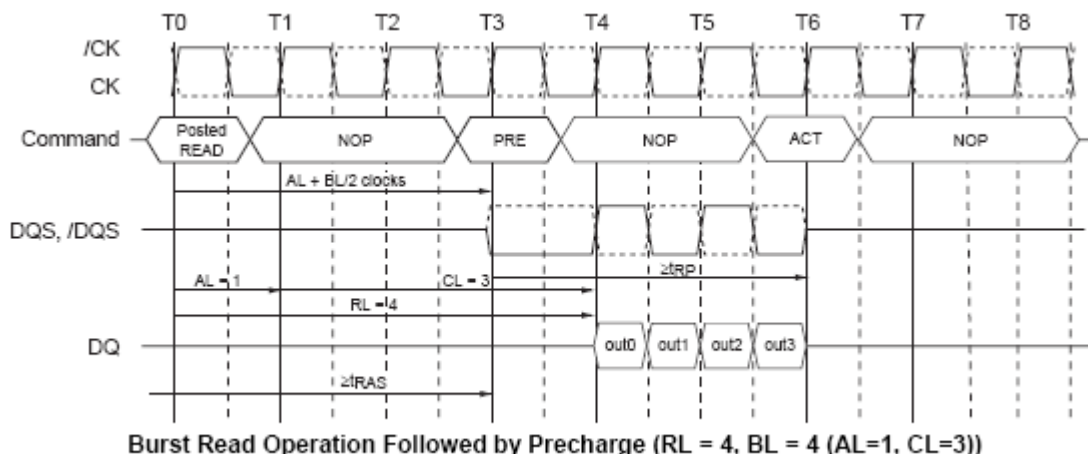 T0 T1 T2 T3 T4 T5 T6 T7 T8
/CK
CK
Command Posted READ NOP PRE NOP ACT NOP
AL + BL/2 clocks
DQS, /DQS
≥tRP
AL = 1 CL = 3
RL = 4
DQ out0 out1 out2 out3
≥tRAS
Burst Read Operation Followed by Precharge (RL = 4, BL = 4 (AL=1, CL=3))